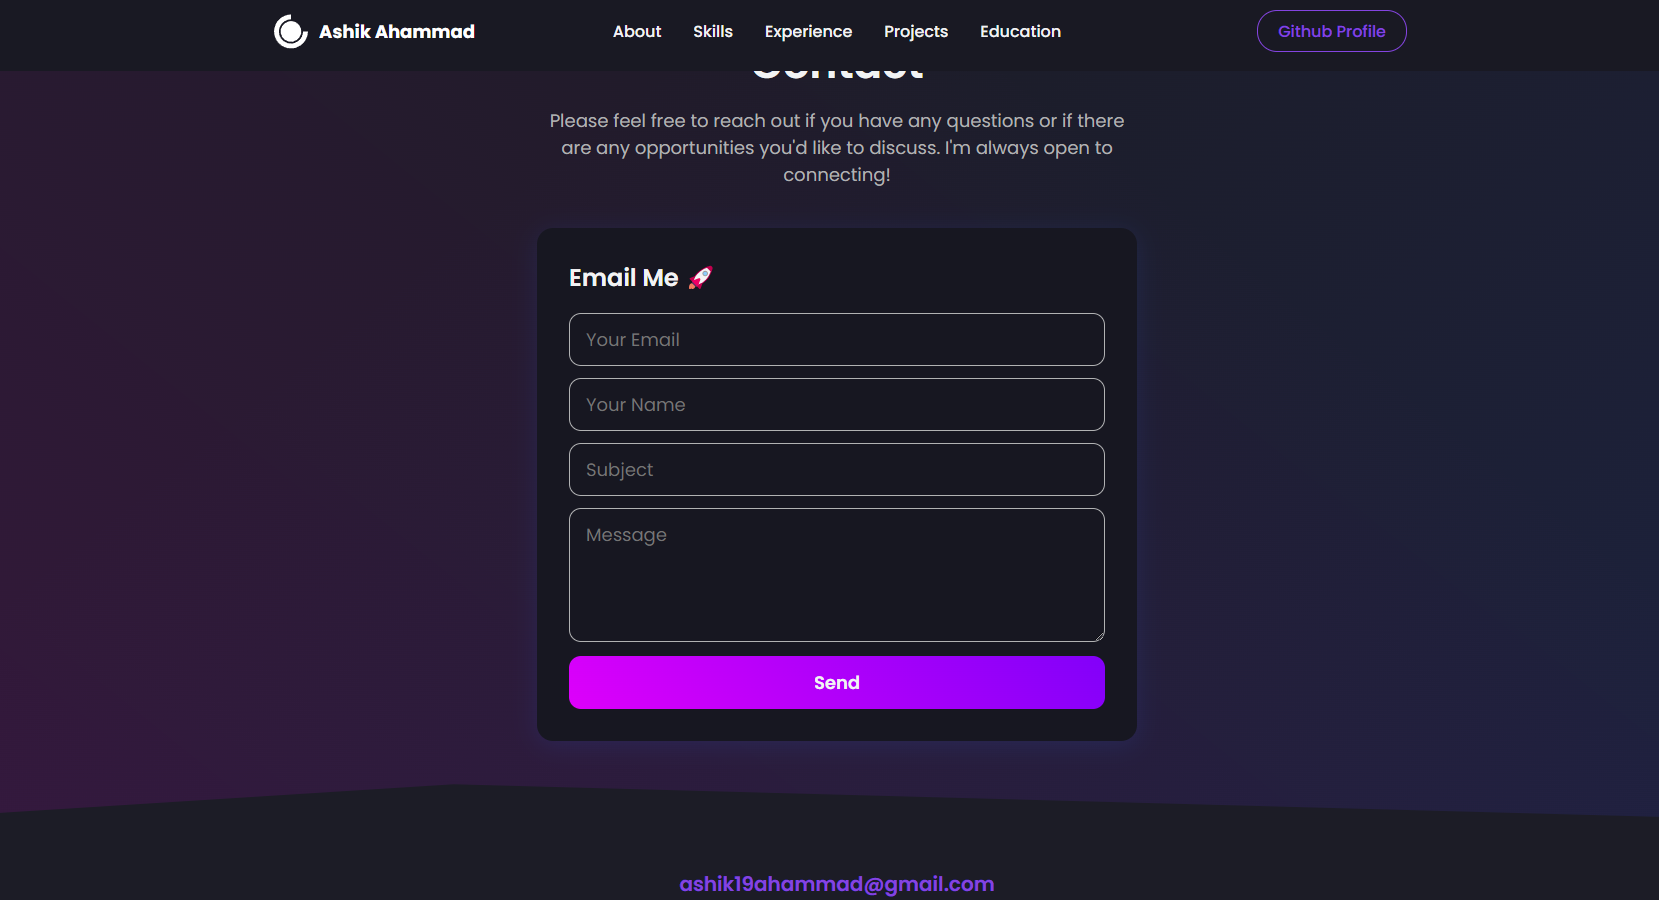 Ashik Ahammad
About Skills Experience Projects Education
Github Profile
Contact
Please feel free to reach out if you have any questions or if there
are any opportunities you'd like to discuss. I'm always open to
connecting!
Email Me 🚀
Your Email
Your Name
Subject
Message
Send
ashik19ahammad@gmail.com